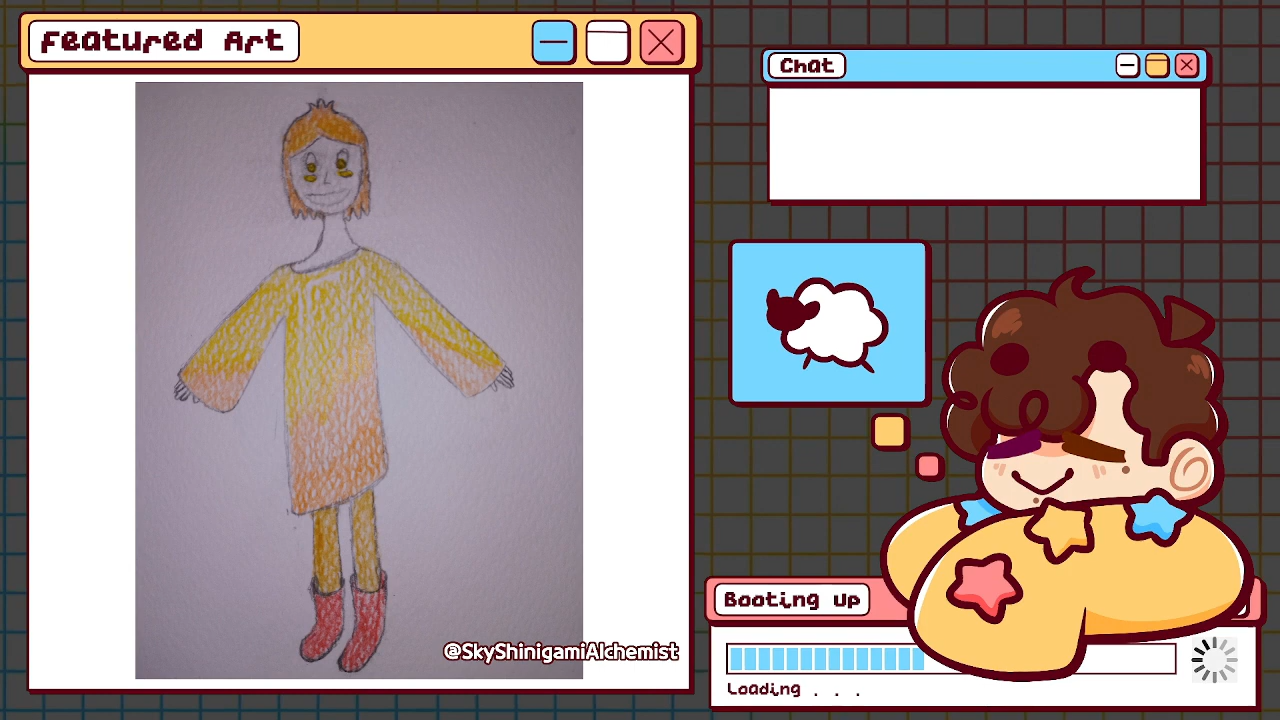 Featured Art
Chat
@SkyShinigamiAlchemist
Booting Up
Loading . . .